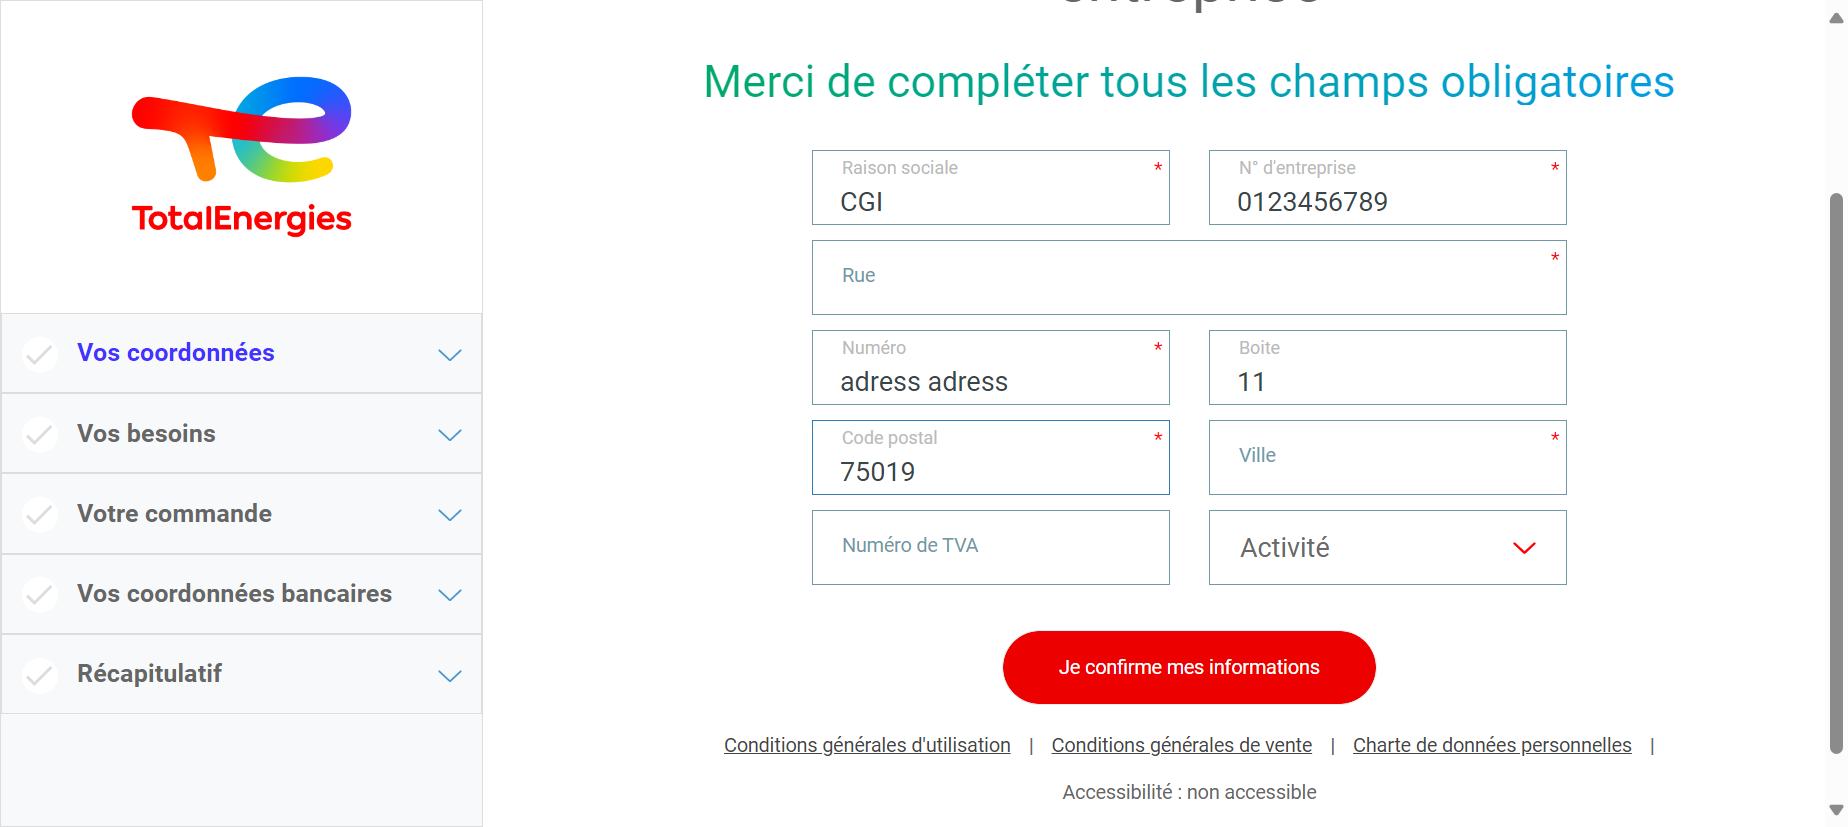 entreprise
Merci de compléter tous les champs obligatoires
TotalEnergies
Vos coordonnées
Vos besoins
Votre commande
Vos coordonnées bancaires
Récapitulatif
Raison sociale *
CGI
N° d'entreprise *
0123456789
Rue *
Numéro *
adress adress
Boite
11
Code postal *
75019
Ville *
Numéro de TVA
Activité
Je confirme mes informations
Conditions générales d'utilisation | Conditions générales de vente | Charte de données personnelles |
Accessibilité : non accessible